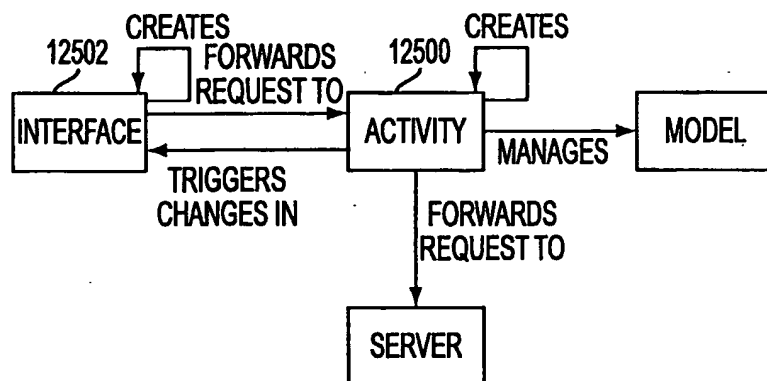 CREATES
12502
FORWARDS
REQUEST TO
12500
CREATES
INTERFACE
ACTIVITY
MANAGES
MODEL
TRIGGERS
CHANGES IN
FORWARDS
REQUEST TO
SERVER